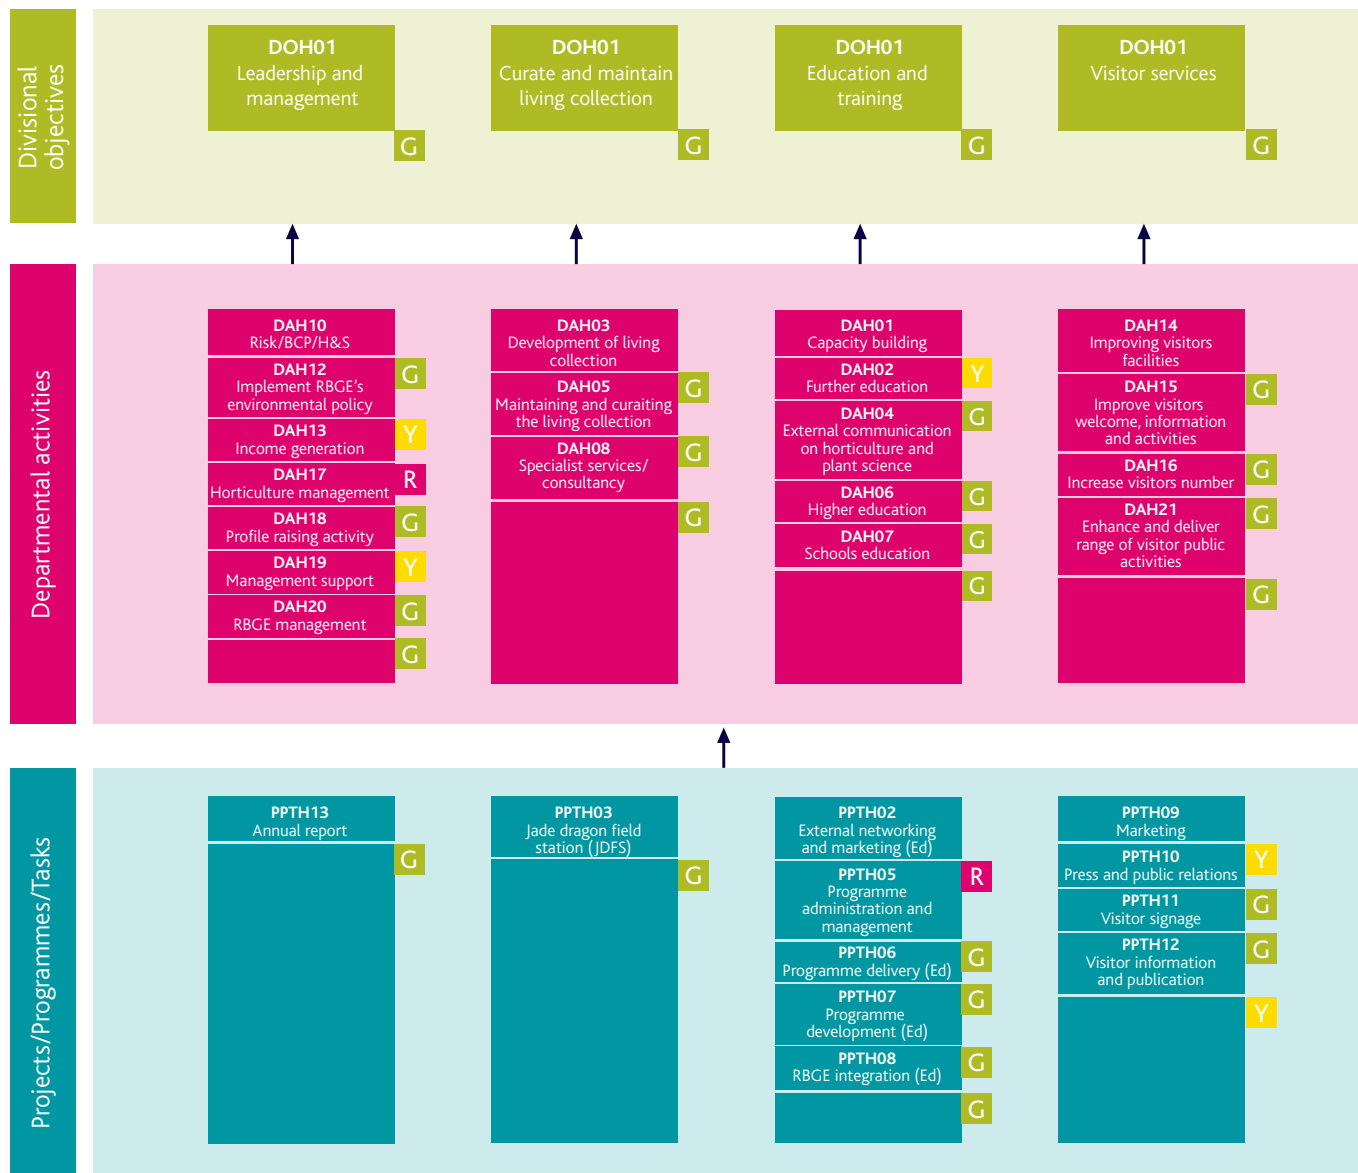 Divisional
objectives
DOH01
Leadership and
management
G
DOH01
Curate and maintain
living collection
G
DOH01
Education and
training
G
DOH01
Visitor services
G
Departmental activities
DAH10
Risk/BCP/H&S
G
DAH12
Implement RBGE's
environmental policy
Y
DAH13
Income generation
R
DAH17
Horticulture management
G
DAH18
Profile raising activity
Y
DAH19
Management support
G
DAH20
RBGE management
G
DAH03
Development of living
collection
G
DAH05
Maintaining and curaiting
the living collection
G
DAH08
Specialist services/
consultancy
G
DAH01
Capacity building
Y
DAH02
Further education
G
DAH04
External communication
on horticulture and
plant science
G
DAH06
Higher education
G
DAH07
Schools education
G
DAH14
Improving visitors
facilities
G
DAH15
Improve visitors
welcome, information
and activities
G
DAH16
Increase visitors number
G
DAH21
Enhance and deliver
range of visitor public
activities
G
Projects/Programmes/Tasks
PPTH13
Annual report
G
PPTH03
Jade dragon field
station (JDFS)
G
PPTH02
External networking
and marketing (Ed)
R
PPTH05
Programme
administration and
management
G
PPTH06
Programme delivery (Ed)
G
PPTH07
Programme
development (Ed)
G
PPTH08
RBGE integration (Ed)
G
PPTH09
Marketing
Y
PPTH10
Press and public relations
G
PPTH11
Visitor signage
G
PPTH12
Visitor information
and publication
Y